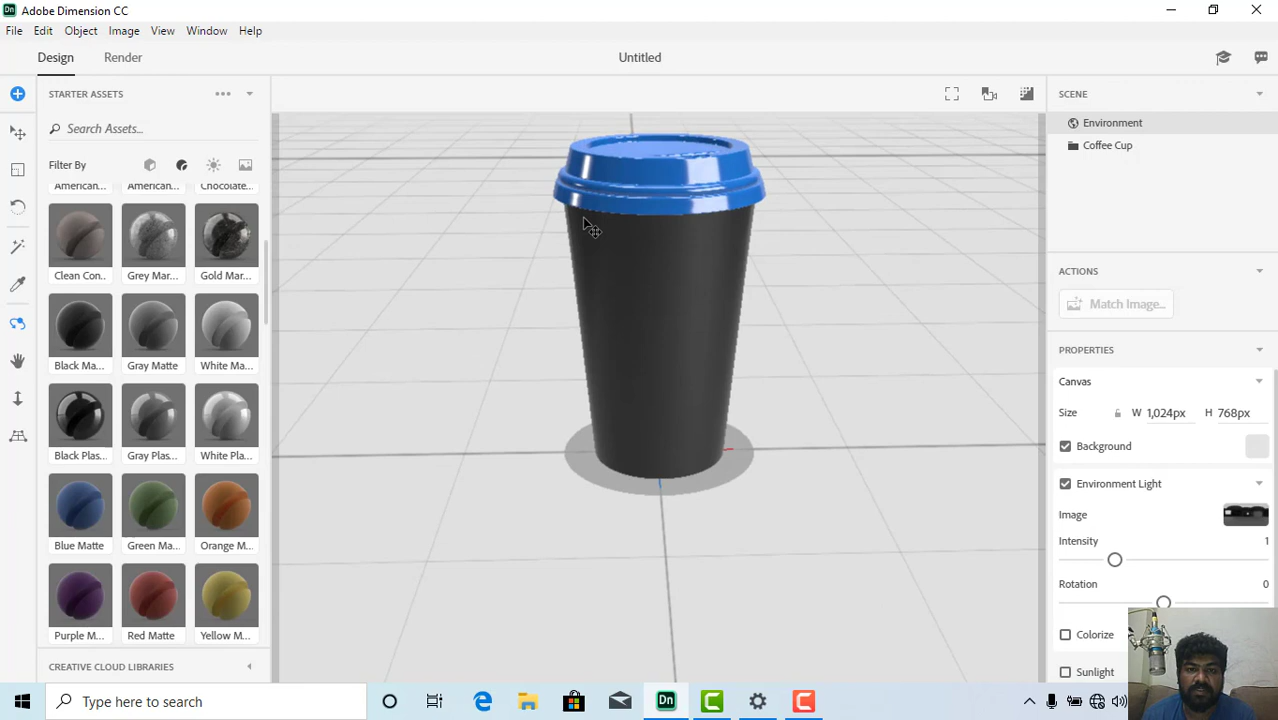 Dn Adobe Dimension CC
File Edit Object Image View Window Help
Design Render Untitled
STARTER ASSETS
Search Assets...
Filter By
American... American... Chocolate...
Clean Con... Grey Mar... Gold Mar...
Black Ma... Gray Matte White Ma...
Black Plas... Gray Plas... White Pla...
Blue Matte Green Ma... Orange M...
Purple M... Red Matte Yellow M...
CREATIVE CLOUD LIBRARIES
SCENE
Environment
Coffee Cup
ACTIONS
Match Image...
PROPERTIES
Canvas
Size W 1,024px H 768px
Background
Environment Light
Image
Intensity 1
Rotation 0
Colorize
Sunlight
Type here to search
Dn